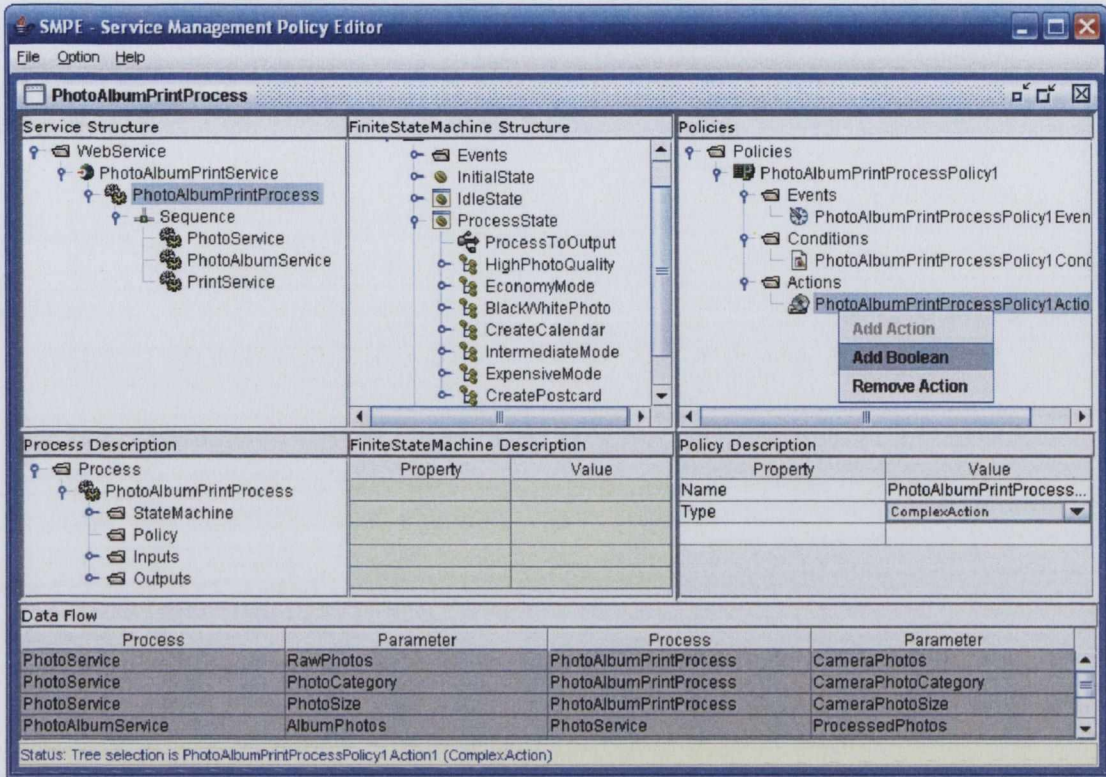 SMPE - Service Management Policy Editor
File Option Help
PhotoAlbumPrintProcess
Service Structure
WebService
PhotoAlbumPrintService
PhotoAlbumPrintProcess
Sequence
PhotoService
PhotoAlbumService
PrintService
FiniteStateMachine Structure
Events
InitialState
IdleState
ProcessState
ProcessToOutput
HighPhotoQuality
EconomyMode
BlackWhitePhoto
CreateCalendar
IntermediateMode
ExpensiveMode
CreatePostcard
Policies
Policies
PhotoAlbumPrintProcessPolicy1
Events
PhotoAlbumPrintProcessPolicy1Even
Conditions
PhotoAlbumPrintProcessPolicy1Cond
Actions
PhotoAlbumPrintProcessPolicy1Actio
Add Action
Add Boolean
Remove Action
Process Description
Process
PhotoAlbumPrintProcess
StateMachine
Policy
Inputs
Outputs
FiniteStateMachine Description
Property Value
Policy Description
Property Value
Name PhotoAlbumPrintProcess...
Type ComplexAction
Data Flow
Process Parameter Process Parameter
PhotoService RawPhotos PhotoAlbumPrintProcess CameraPhotos
PhotoService PhotoCategory PhotoAlbumPrintProcess CameraPhotoCategory
PhotoService PhotoSize PhotoAlbumPrintProcess CameraPhotoSize
PhotoAlbumService AlbumPhotos PhotoService ProcessedPhotos
Status: Tree selection is PhotoAlbumPrintProcessPolicy1Action1 (ComplexAction)